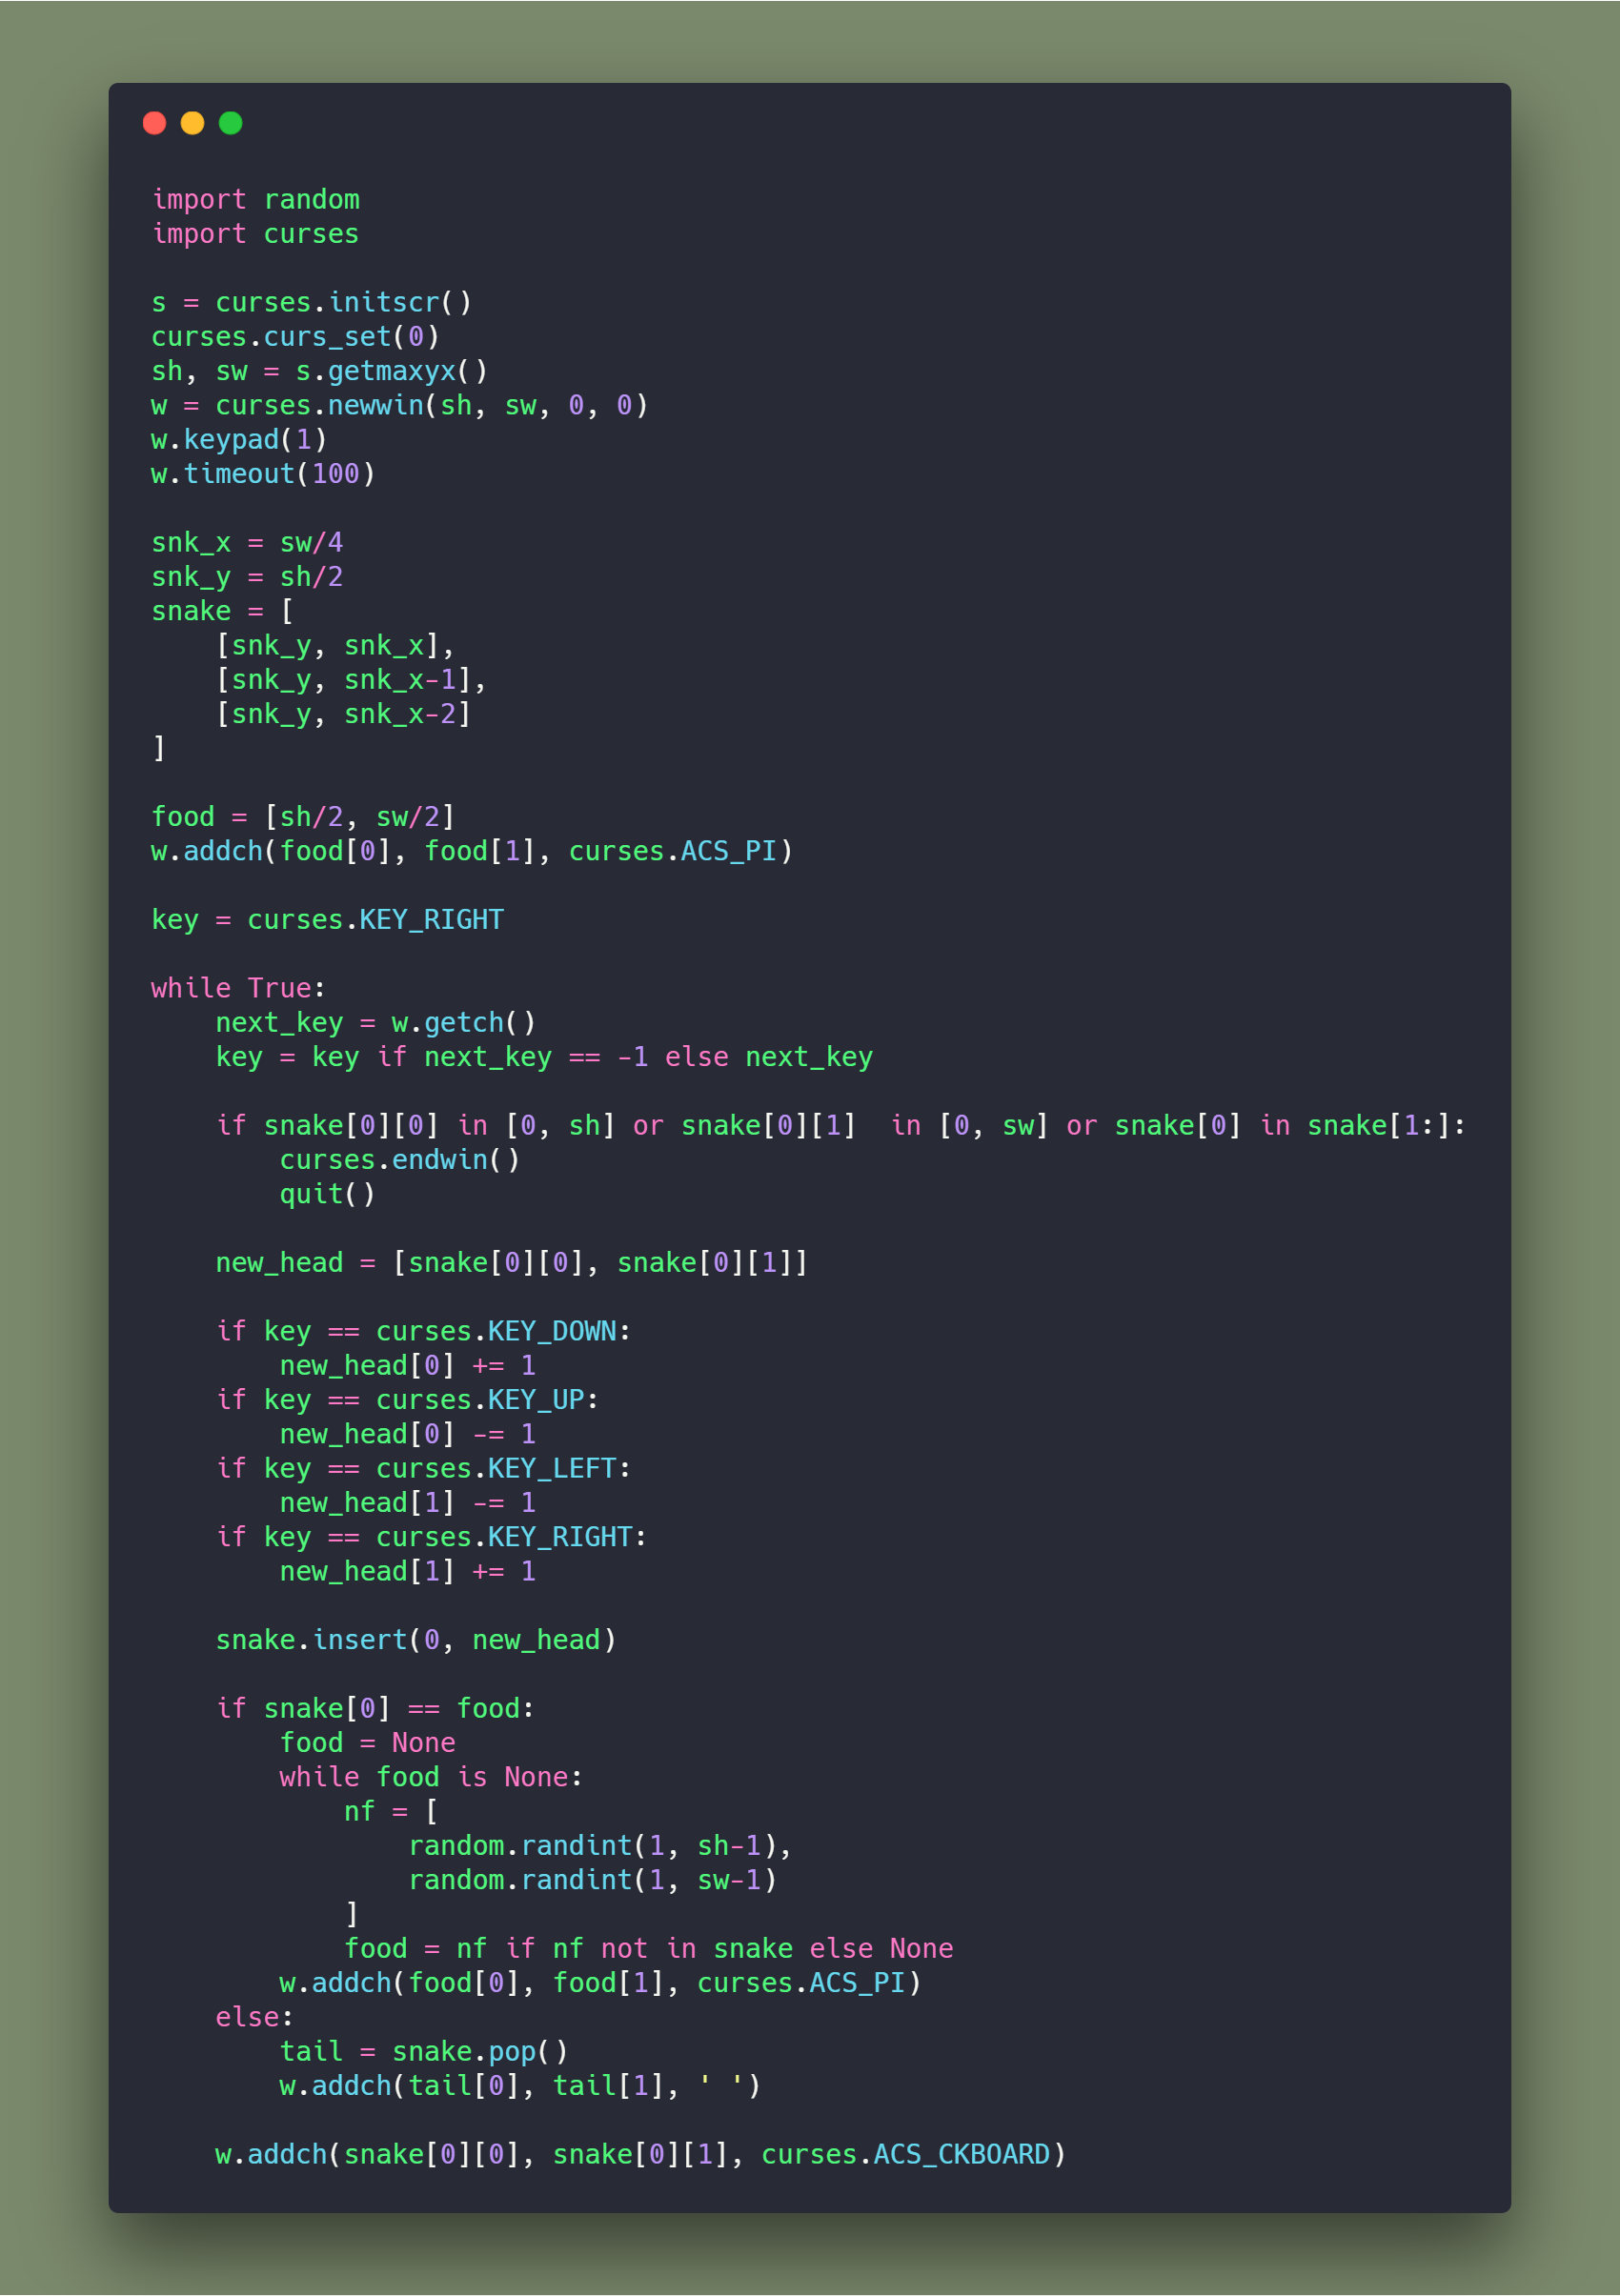 import random
import curses

s = curses.initscr()
curses.curs_set(0)
sh, sw = s.getmaxyx()
w = curses.newwin(sh, sw, 0, 0)
w.keypad(1)
w.timeout(100)

snk_x = sw/4
snk_y = sh/2
snake = [
    [snk_y, snk_x],
    [snk_y, snk_x-1],
    [snk_y, snk_x-2]
]

food = [sh/2, sw/2]
w.addch(food[0], food[1], curses.ACS_PI)

key = curses.KEY_RIGHT

while True:
    next_key = w.getch()
    key = key if next_key == -1 else next_key

    if snake[0][0] in [0, sh] or snake[0][1]  in [0, sw] or snake[0] in snake[1:]:
        curses.endwin()
        quit()

    new_head = [snake[0][0], snake[0][1]]

    if key == curses.KEY_DOWN:
        new_head[0] += 1
    if key == curses.KEY_UP:
        new_head[0] -= 1
    if key == curses.KEY_LEFT:
        new_head[1] -= 1
    if key == curses.KEY_RIGHT:
        new_head[1] += 1

    snake.insert(0, new_head)

    if snake[0] == food:
        food = None
        while food is None:
            nf = [
                random.randint(1, sh-1),
                random.randint(1, sw-1)
            ]
            food = nf if nf not in snake else None
        w.addch(food[0], food[1], curses.ACS_PI)
    else:
        tail = snake.pop()
        w.addch(tail[0], tail[1], ' ')

    w.addch(snake[0][0], snake[0][1], curses.ACS_CKBOARD)